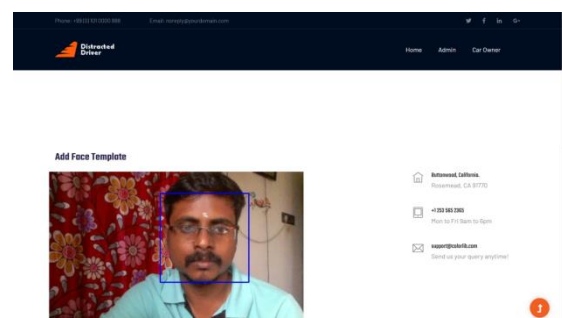 Phone: +99 (0) 101 0000 888 Email: noreply@yourdomain.com
G+
Distracted
Driver
Home Admin Car Owner
Add Face Template
Buttonwood, California.
Rosemead, CA 91770
+1 253 565 2365
Mon to Fri 9am to 6pm
support@colorlib.com
Send us your query anytime!